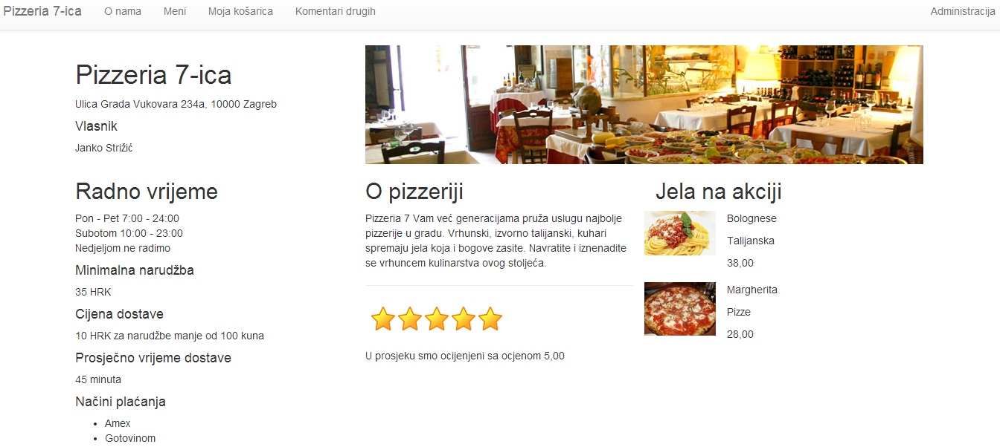 Pizzeria 7-ica
O nama
Meni
Moja košarica
Komentari drugih
Administracija
Pizzeria 7-ica
Ulica Grada Vukovara 234a, 10000 Zagreb
Vlasnik
Janko Strižić
Radno vrijeme
Pon - Pet 7:00 - 24:00
Subotom 10:00 - 23:00
Nedjeljom ne radimo
Minimalna narudžba
35 HRK
Cijena dostave
10 HRK za narudžbe manje od 100 kuna
Prosječno vrijeme dostave
45 minuta
Načini plaćanja
Amex
Gotovinom
O pizzeriji
Pizzeria 7 Vam već generacijama pruža uslugu najbolje
pizzerije u gradu. Vrhunski, izvorno talijanski, kuhari
spremaju jela koja i bogove zasite. Navratite i iznenadite
se vrhuncem kulinarstva ovog stoljeća.
U prosjeku smo ocijenjeni sa ocjenom 5,00
Jela na akciji
Bolognese
Talijanska
38,00
Margherita
Pizze
28,00